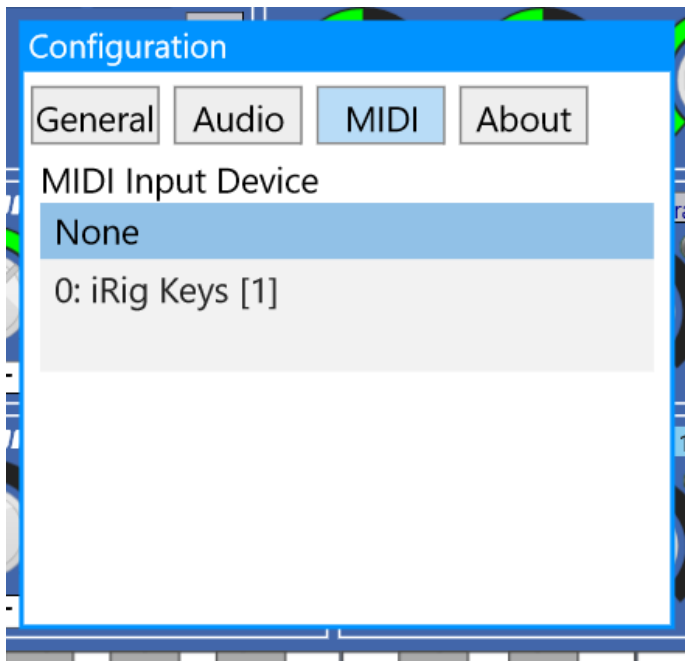 Configuration
General Audio MIDI About
MIDI Input Device
None
0: iRig Keys [1]